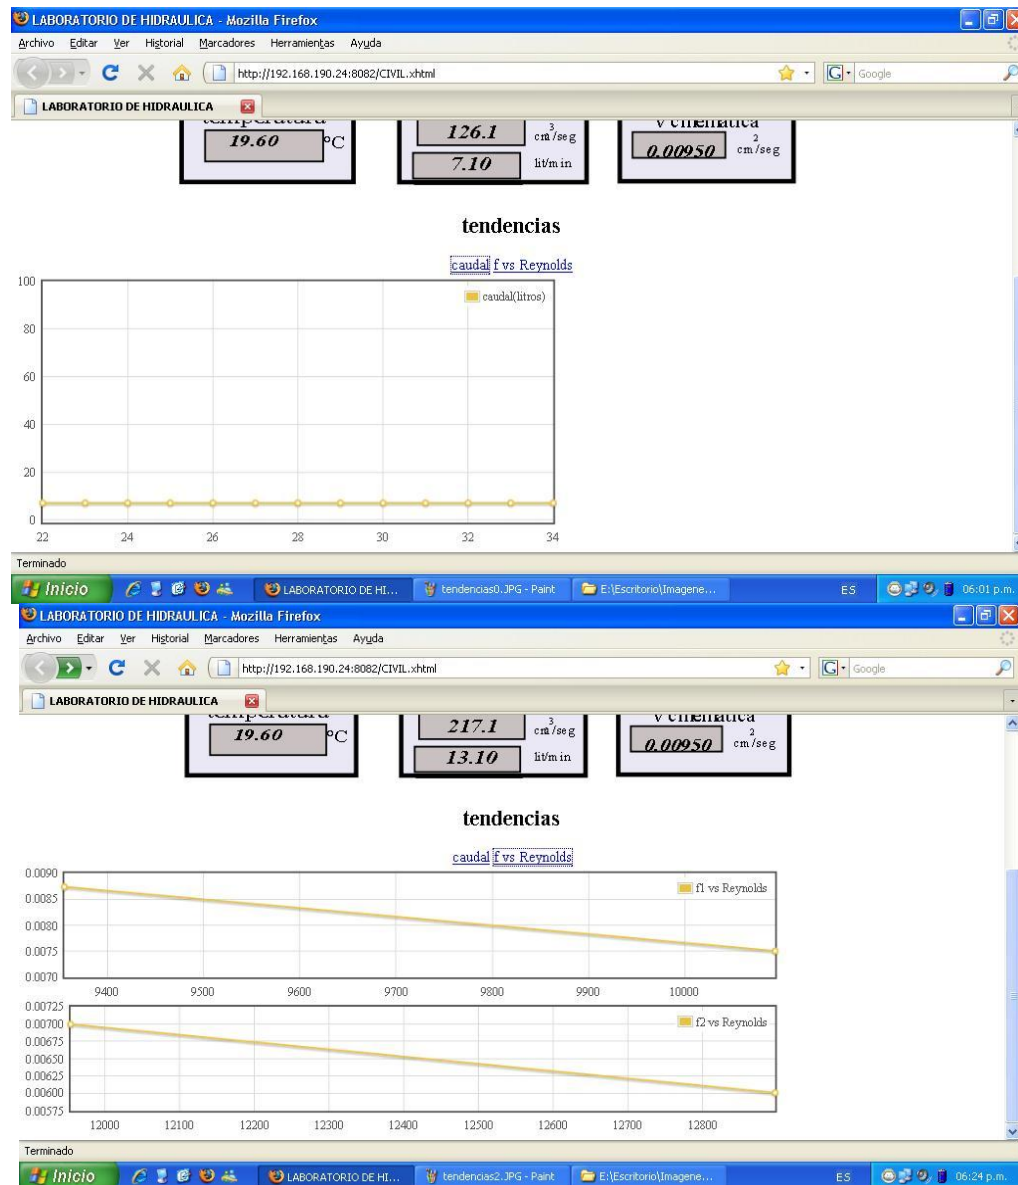 LABORATORIO DE HIDRAULICA - Mozilla Firefox
Archivo Editar Ver Historial Marcadores Herramientas Ayuda
http://192.168.190.24:8082/CIVIL.xhtml
G Google
LABORATORIO DE HIDRAULICA
temperatura
19.60 °C
126.1 cm3/seg
7.10 lit/min
v cinematica
0.00950 cm2/seg
tendencias
caudal f vs Reynolds
100
caudal(litros)
80
60
40
20
0
22 24 26 28 30 32 34
Terminado
Inicio LABORATORIO DE HI... tendencias0.JPG - Paint E:\Escritorio\Imagene... ES 06:01 p.m.
LABORATORIO DE HIDRAULICA - Mozilla Firefox
Archivo Editar Ver Historial Marcadores Herramientas Ayuda
http://192.168.190.24:8082/CIVIL.xhtml
G Google
LABORATORIO DE HIDRAULICA
temperatura
19.60 °C
217.1 cm3/seg
13.10 lit/min
v cinematica
0.00950 cm2/seg
tendencias
caudal f vs Reynolds
0.0090
f1 vs Reynolds
0.0085
0.0080
0.0075
0.0070
9400 9500 9600 9700 9800 9900 10000
0.00725
f2 vs Reynolds
0.00700
0.00675
0.00650
0.00625
0.00600
0.00575
12000 12100 12200 12300 12400 12500 12600 12700 12800
Terminado
Inicio LABORATORIO DE HI... tendencias2.JPG - Paint E:\Escritorio\Imagene... ES 06:24 p.m.